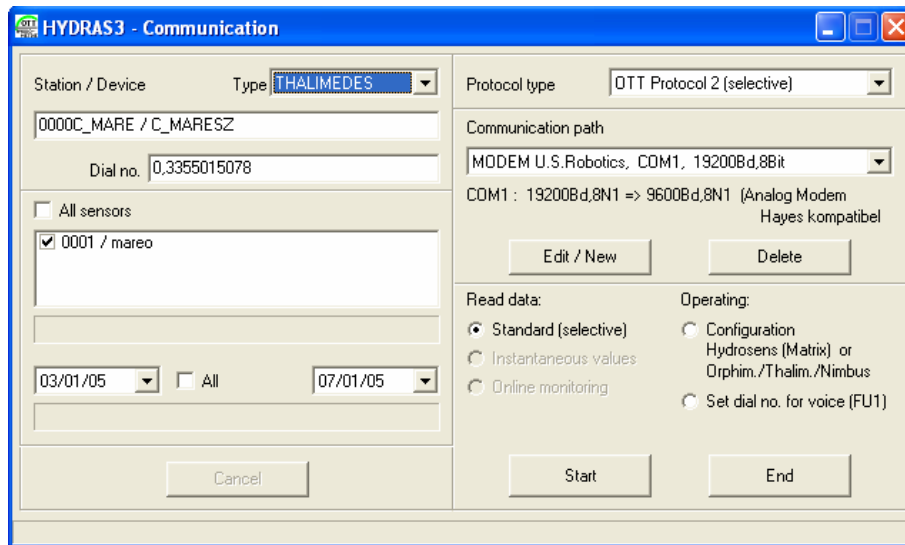 HYDRAS3 - Communication
Station / Device Type THALIMEDES
0000C_MARE / C_MARESZ
Dial no. 0,3355015078
All sensors
0001 / mareo
03/01/05 All 07/01/05
Cancel
Protocol type OTT Protocol 2 (selective)
Communication path
MODEM U.S.Robotics, COM1, 19200Bd,8Bit
COM1 : 19200Bd,8N1 => 9600Bd,8N1 (Analog Modem
Hayes kompatibel
Edit / New Delete
Read data: Operating:
Standard (selective) Configuration
Instantaneous values Hydrosens (Matrix) or
Online monitoring Orphim./Thalim./Nimbus
Set dial no. for voice (FU1)
Start End